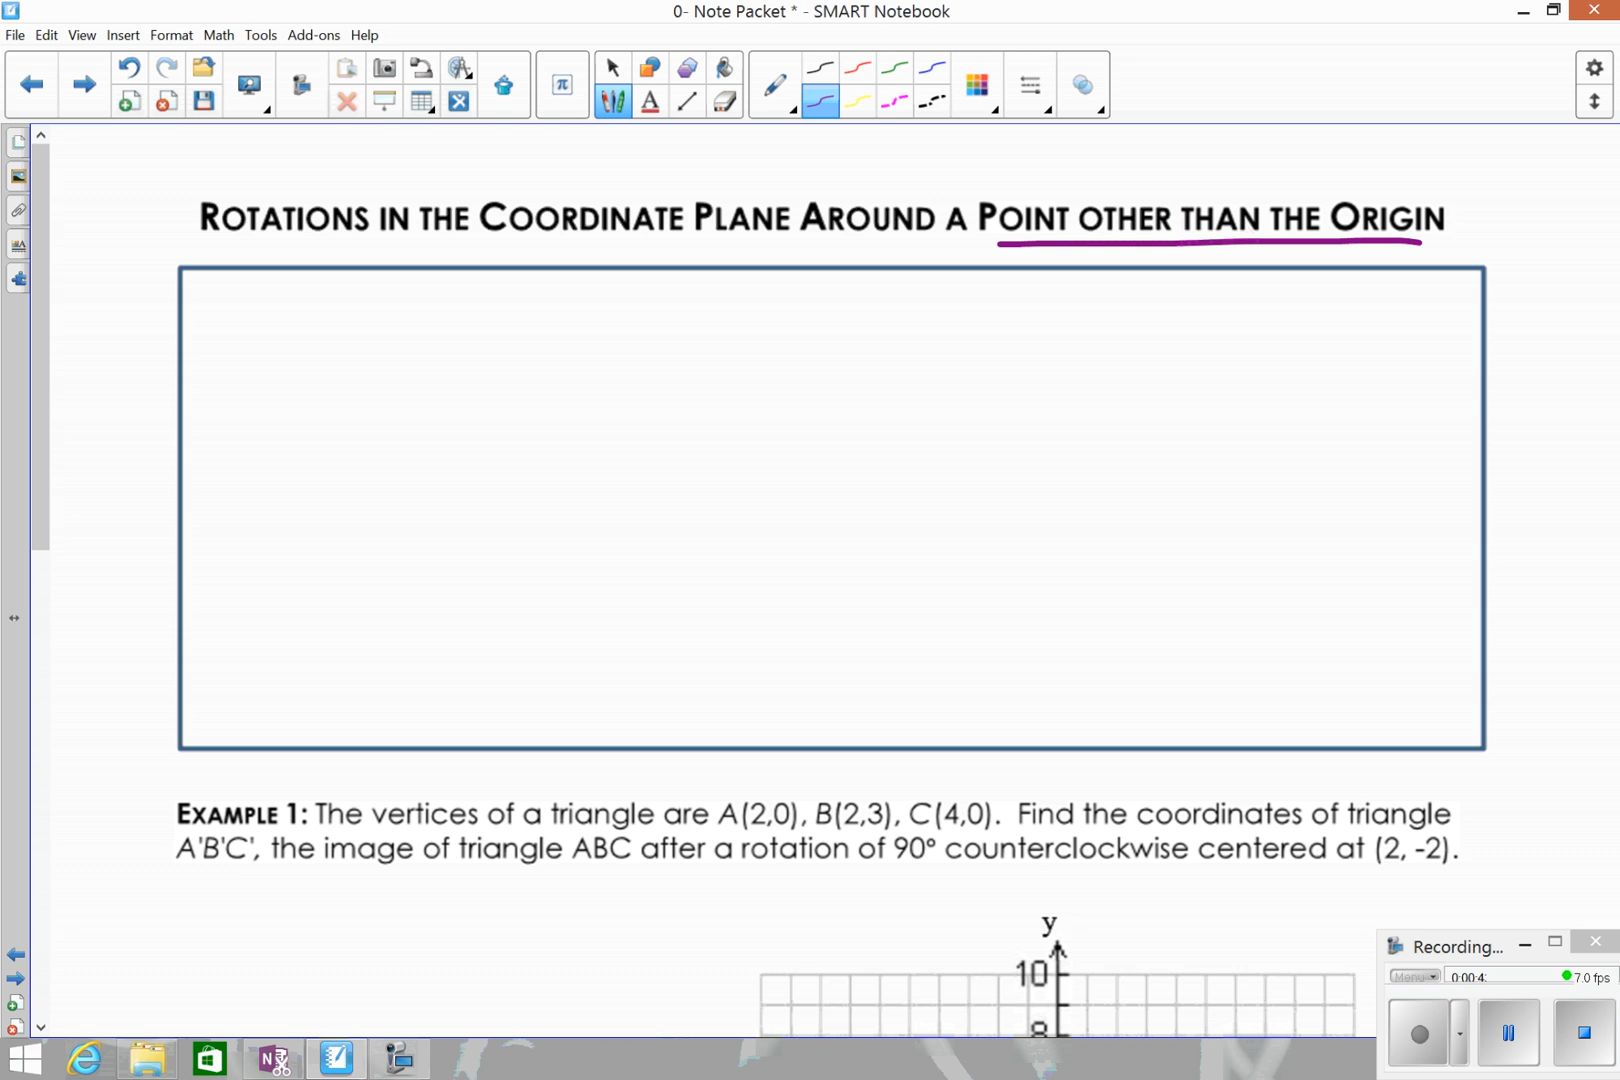 0- Note Packet * - SMART Notebook
File Edit View Insert Format Math Tools Add-ons Help
π
A
ROTATIONS IN THE COORDINATE PLANE AROUND A POINT OTHER THAN THE ORIGIN
EXAMPLE 1: The vertices of a triangle are A(2,0), B(2,3), C(4,0). Find the coordinates of triangle
A'B'C', the image of triangle ABC after a rotation of 90° counterclockwise centered at (2, -2).
y
10
8
Recording...
Menu
0:00:4
7.0 fps